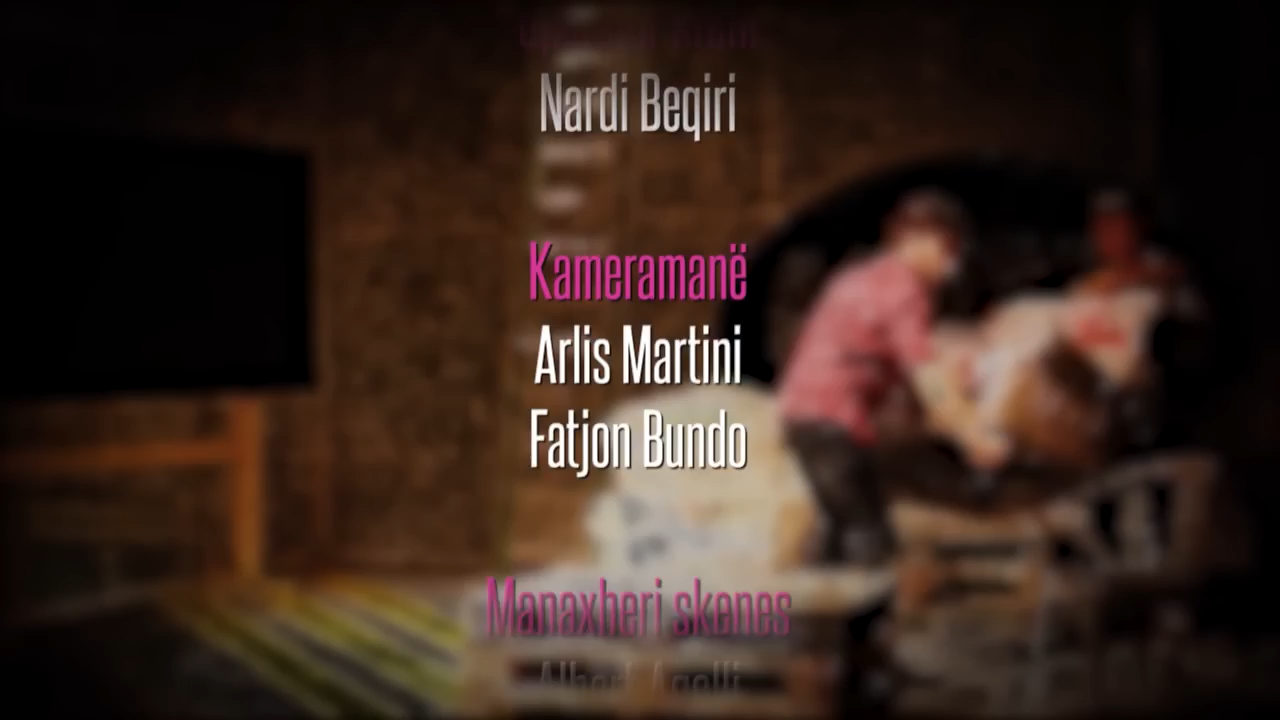 Nardi Beqiri
Kameramanë
Arlis Martini
Fatjon Bundo
Manaxheri skenes